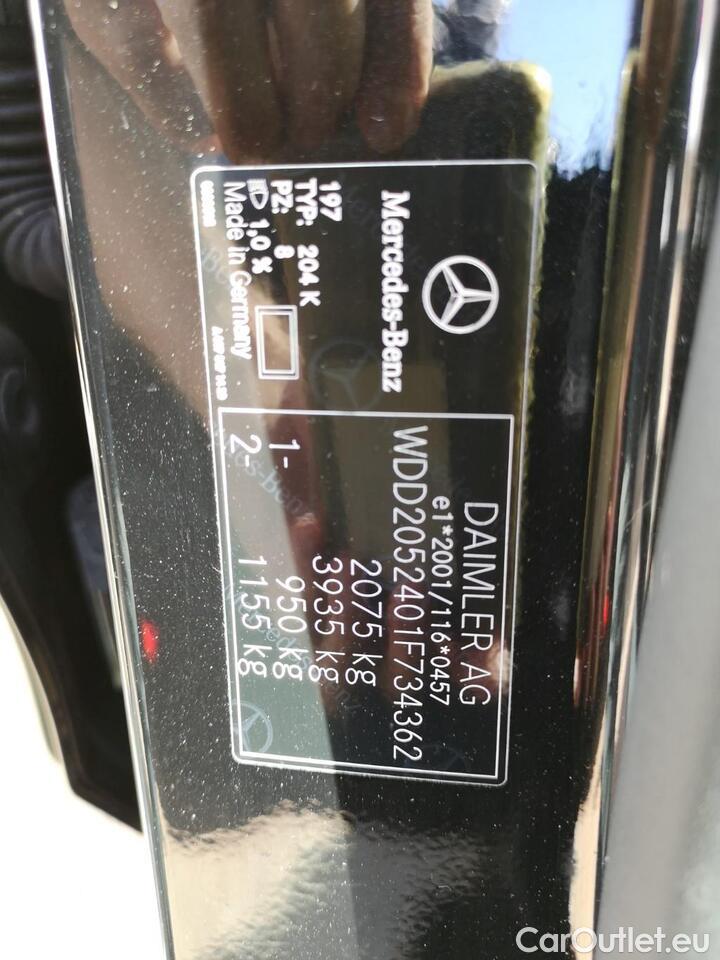 Mercedes-Benz
197
TYP: 204 K
PZ: 8
1,0 %
Made in Germany
DAIMLER AG
e1*2001/116*0457
WDD2052401F734362
2075 kg
3935 kg
1- 950 kg
2- 1155 kg
CarOutlet.eu